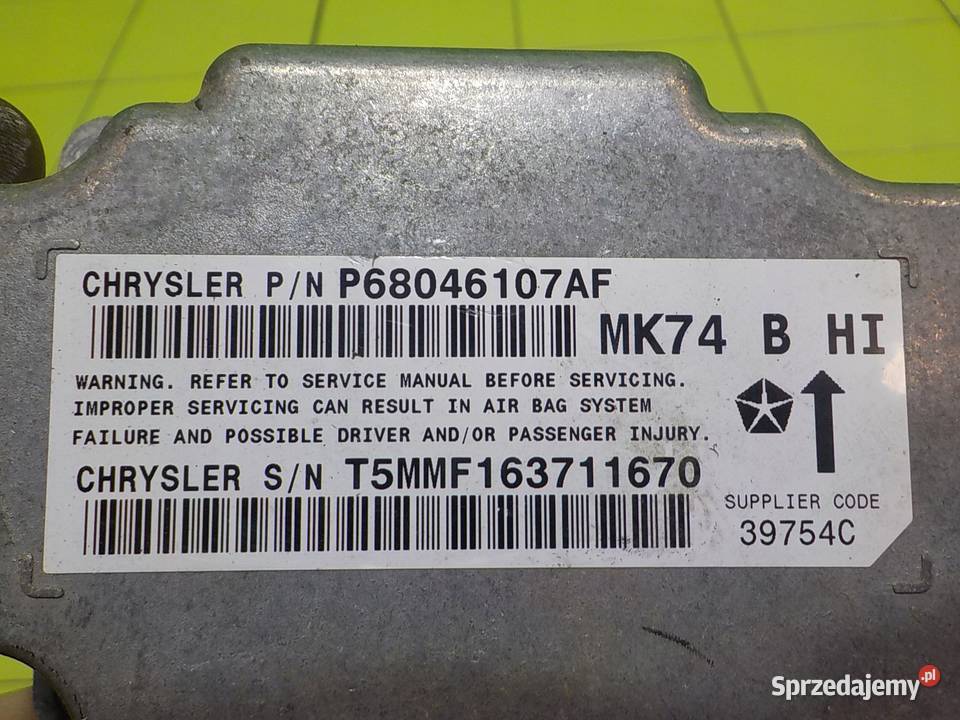 CHRYSLER P/N P68046107AF
MK74 B HI
WARNING. REFER TO SERVICE MANUAL BEFORE SERVICING.
IMPROPER SERVICING CAN RESULT IN AIR BAG SYSTEM
FAILURE AND POSSIBLE DRIVER AND/OR PASSENGER INJURY.
CHRYSLER S/N T5MMF163711670
SUPPLIER CODE
39754C
Sprzedajemy.pl